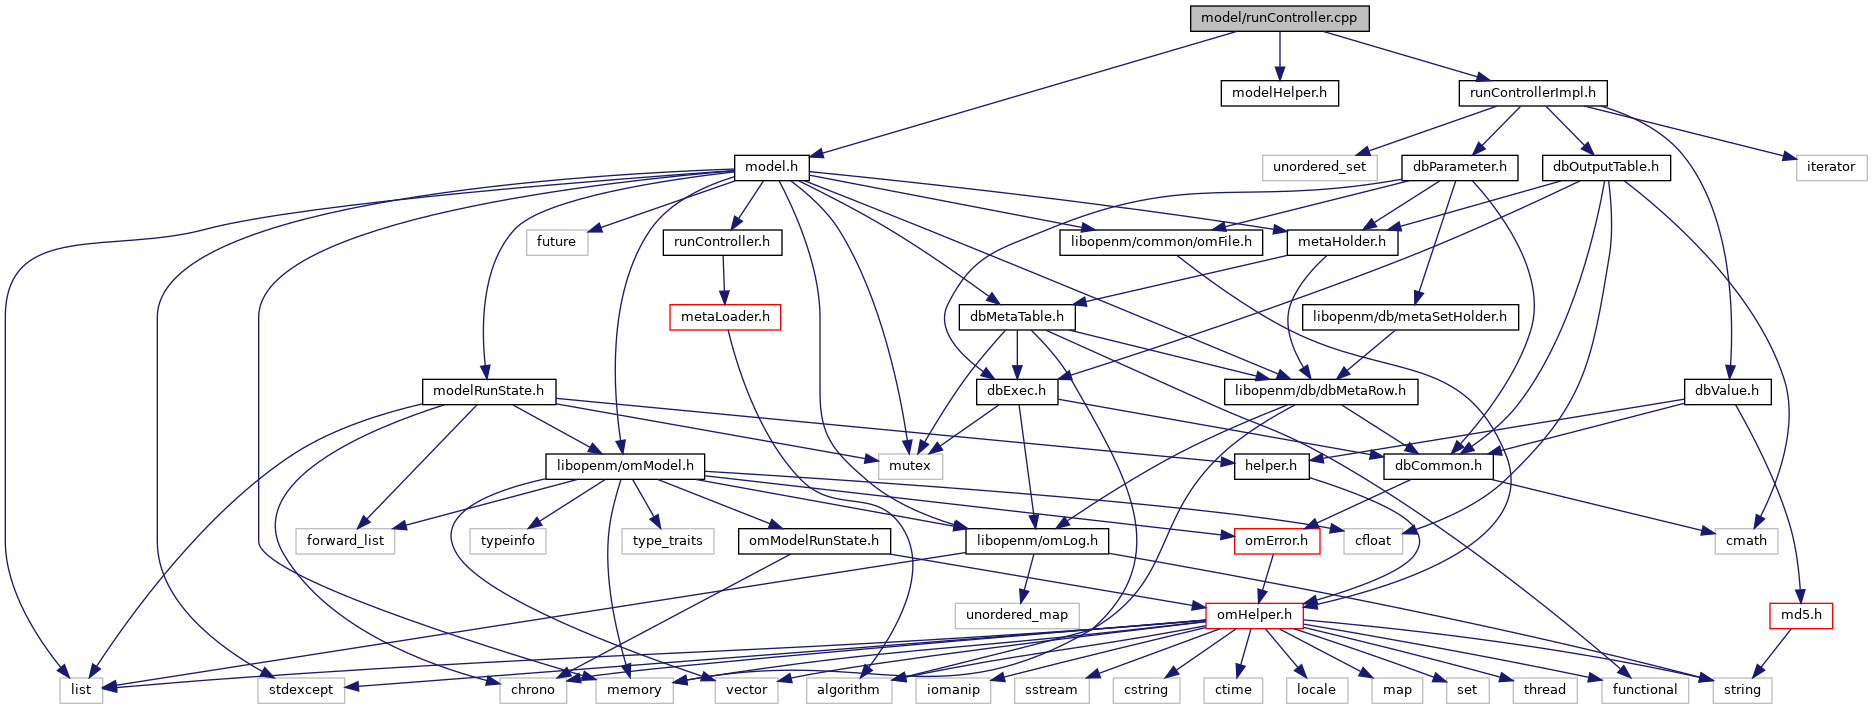 model/runController.cpp
modelHelper.h
runControllerImpl.h
model.h
unordered_set
dbParameter.h
dbOutputTable.h
iterator
future
runController.h
libopenm/common/omFile.h
metaHolder.h
metaLoader.h
dbMetaTable.h
libopenm/db/metaSetHolder.h
modelRunState.h
dbExec.h
libopenm/db/dbMetaRow.h
dbValue.h
libopenm/omModel.h
mutex
helper.h
dbCommon.h
forward_list
typeinfo
type_traits
omModelRunState.h
libopenm/omLog.h
omError.h
cfloat
cmath
unordered_map
omHelper.h
md5.h
list
stdexcept
chrono
memory
vector
algorithm
iomanip
sstream
cstring
ctime
locale
map
set
thread
functional
string